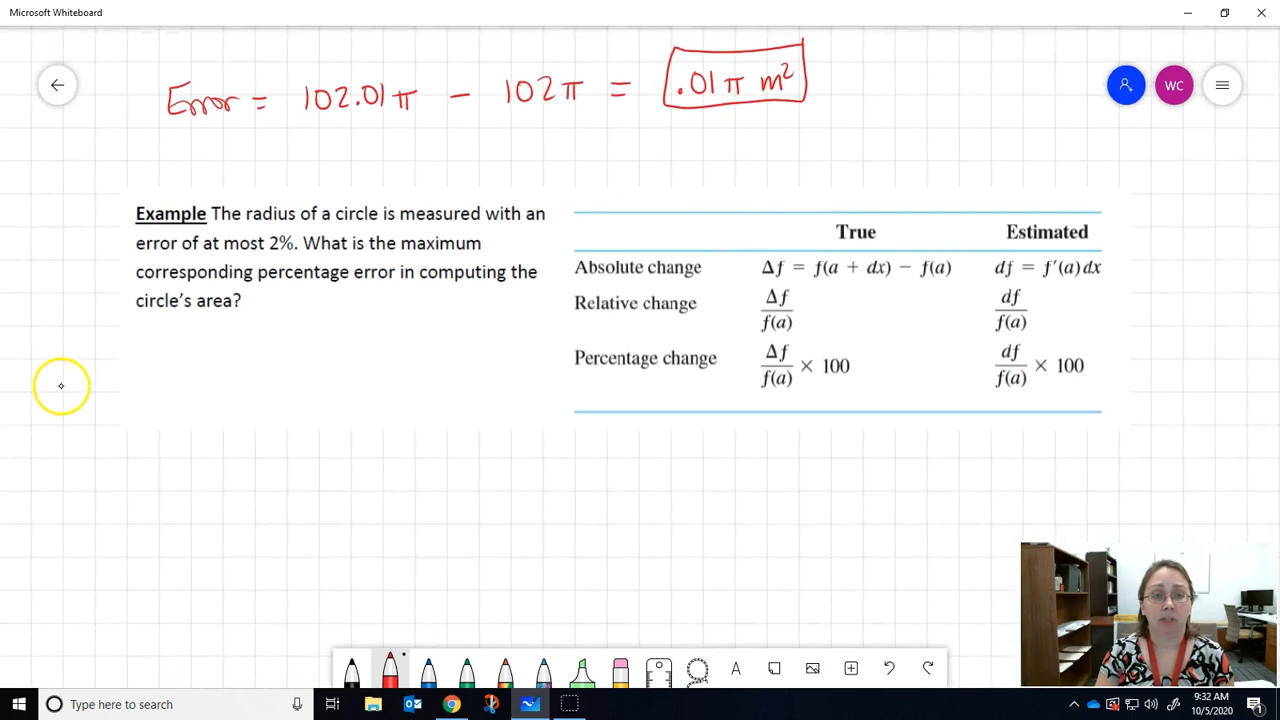 Microsoft Whiteboard
Error = 102.01π − 102π = .01π m²
WC
Example The radius of a circle is measured with an
error of at most 2%. What is the maximum
corresponding percentage error in computing the
circle's area?
True Estimated
Absolute change Δf = f(a + dx) − f(a) df = f′(a)dx
Relative change Δf/f(a) df/f(a)
Percentage change Δf/f(a) × 100 df/f(a) × 100
A
Type here to search
9:32 AM
10/5/2020
1